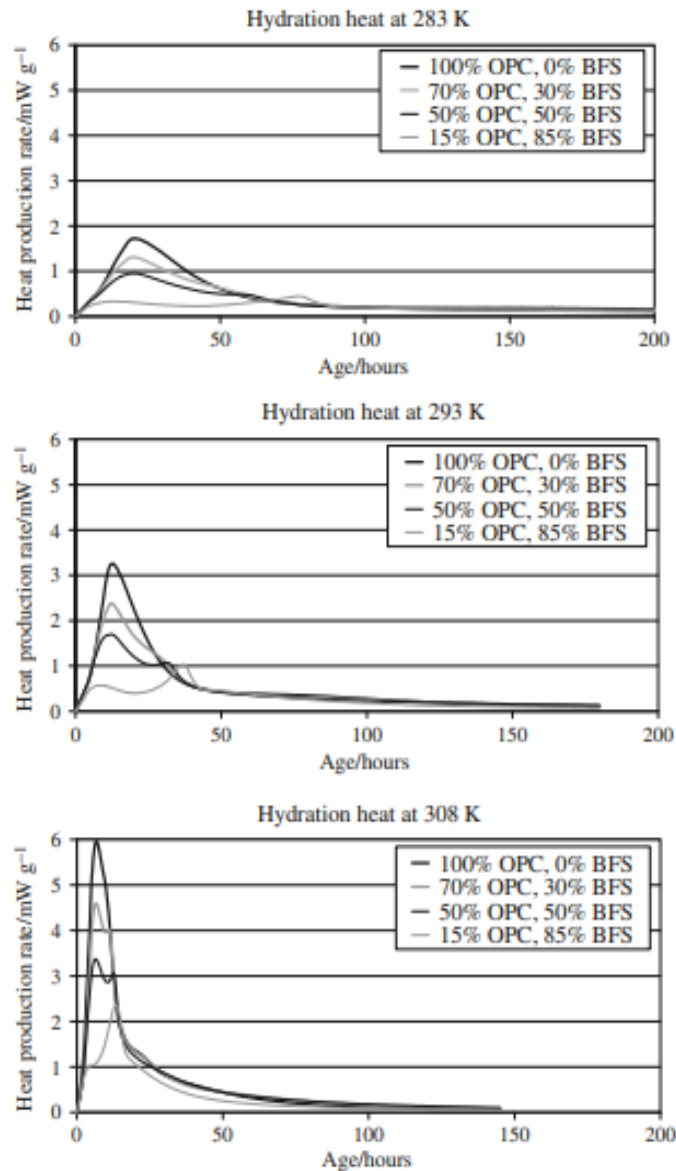 Hydration heat at 283 K
Heat production rate/mW g⁻¹
6
5
4
3
2
1
0
100% OPC, 0% BFS
70% OPC, 30% BFS
50% OPC, 50% BFS
15% OPC, 85% BFS
0 50 100 150 200
Age/hours
Hydration heat at 293 K
Heat production rate/mW g⁻¹
6
5
4
3
2
1
0
100% OPC, 0% BFS
70% OPC, 30% BFS
50% OPC, 50% BFS
15% OPC, 85% BFS
0 50 100 150 200
Age/hours
Hydration heat at 308 K
Heat production rate/mW g⁻¹
6
5
4
3
2
1
0
100% OPC, 0% BFS
70% OPC, 30% BFS
50% OPC, 50% BFS
15% OPC, 85% BFS
0 50 100 150 200
Age/hours